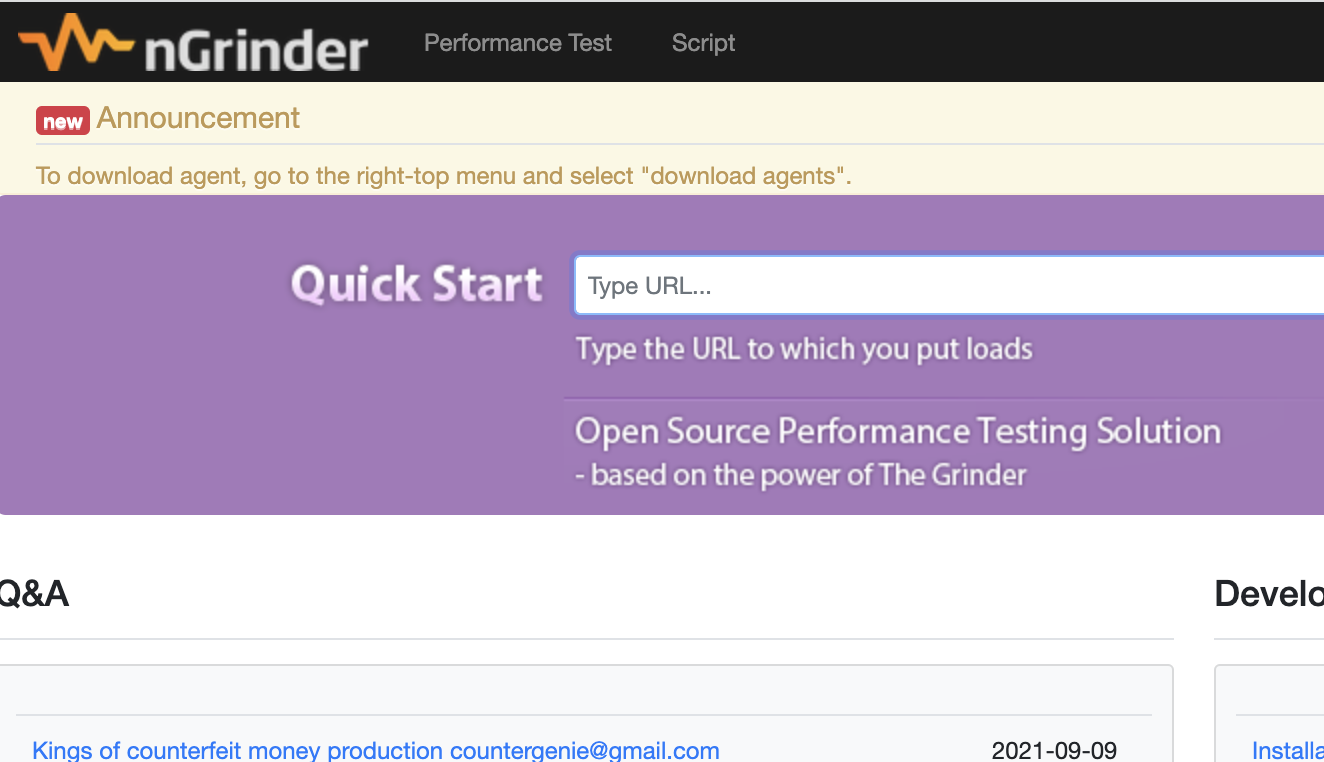 nGrinder Performance Test Script
new Announcement
To download agent, go to the right-top menu and select "download agents".
Quick Start Type URL...
Type the URL to which you put loads
Open Source Performance Testing Solution
- based on the power of The Grinder
Q&A
Develo
Kings of counterfeit money production countergenie@gmail.com 2021-09-09
Installa